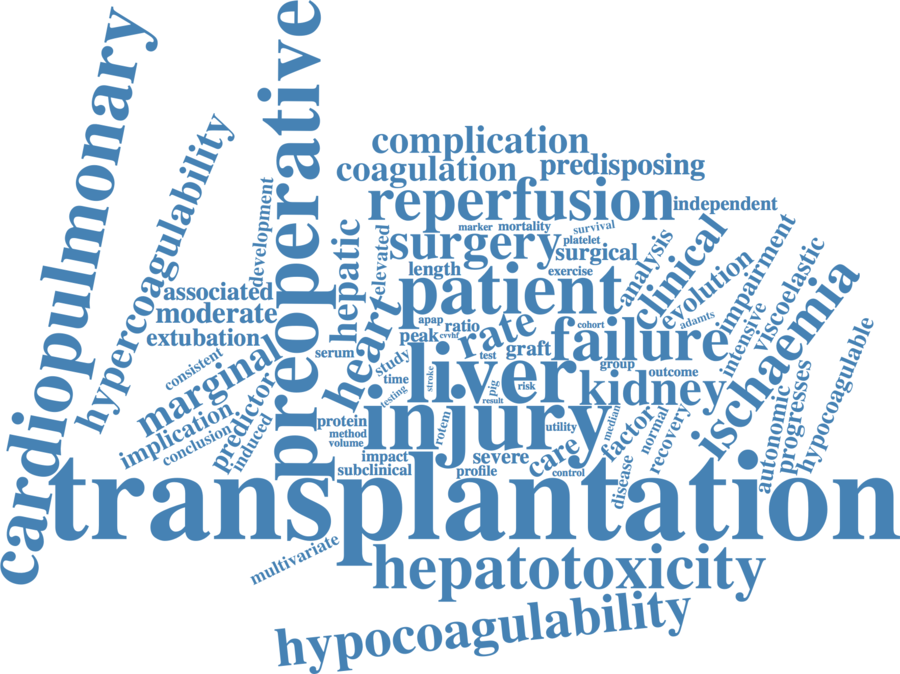 cardiopulmonary
hypercoagulability
preoperative
development
complication
coagulation
predisposing
reperfusion
independent
marker
mortality
survival
platelet
surgery
surgical
elevated
hepatic
length
exercise
analysis
clinical
evolution
impairment
viscoelastic
ischaemia
associated
moderate
extubation
patient
adamts
intensive
heart
apap
ratio
peak
cvvhf
rate
cohort
failure
serum
study
test
graft
group
outcome
consistent
marginal
time
stroke
liver
pig
risk
kidney
hypocoagulable
implication
predictor
testing
result
autonomic
progresses
conclusion
induced
protein
method
volume
injury
rotem
utility
median
factor
normal
recovery
impact
subclinical
severe
profile
care
control
disease
transplantation
multivariate
hepatotoxicity
hypocoagulability